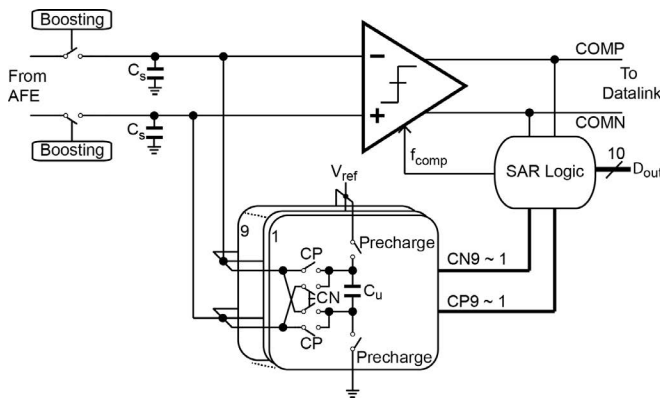 Boosting
COMP
From
AFE
Cs
To
Datalink
Cs
COMN
Boosting
fcomp
SAR Logic
10
Dout
Vref
9
1
Precharge
CP
CN9 ~ 1
CN
Cu
CP9 ~ 1
CP
Precharge